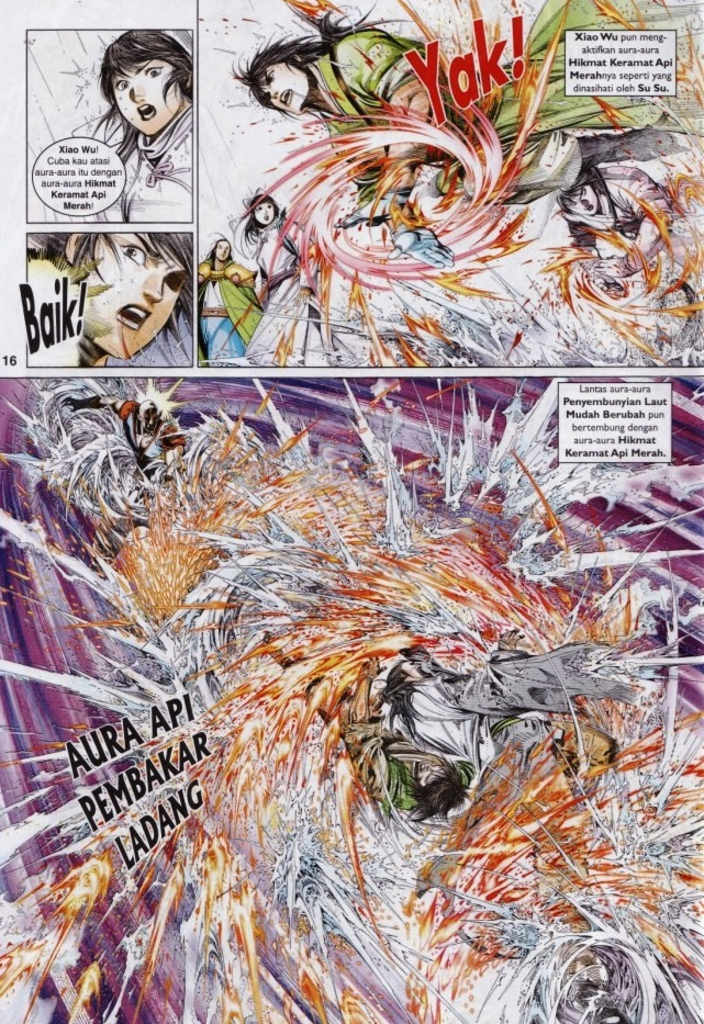 Xiao Wu!
Cuba kau atasi
aura-aura itu dengan
aura-aura Hikmat
Keramat Api
Merah!
Yak!
Xiao Wu pun meng-
aktifkan aura-aura
Hikmat Keramat Api
Merahnya seperti yang
dinasihati oleh Su Su.
Baik!
16
Lantas aura-aura
Penyembunyian Laut
Mudah Berubah pun
bertembung dengan
aura-aura Hikmat
Keramat Api Merah.
AURA API
PEMBAKAR
LADANG